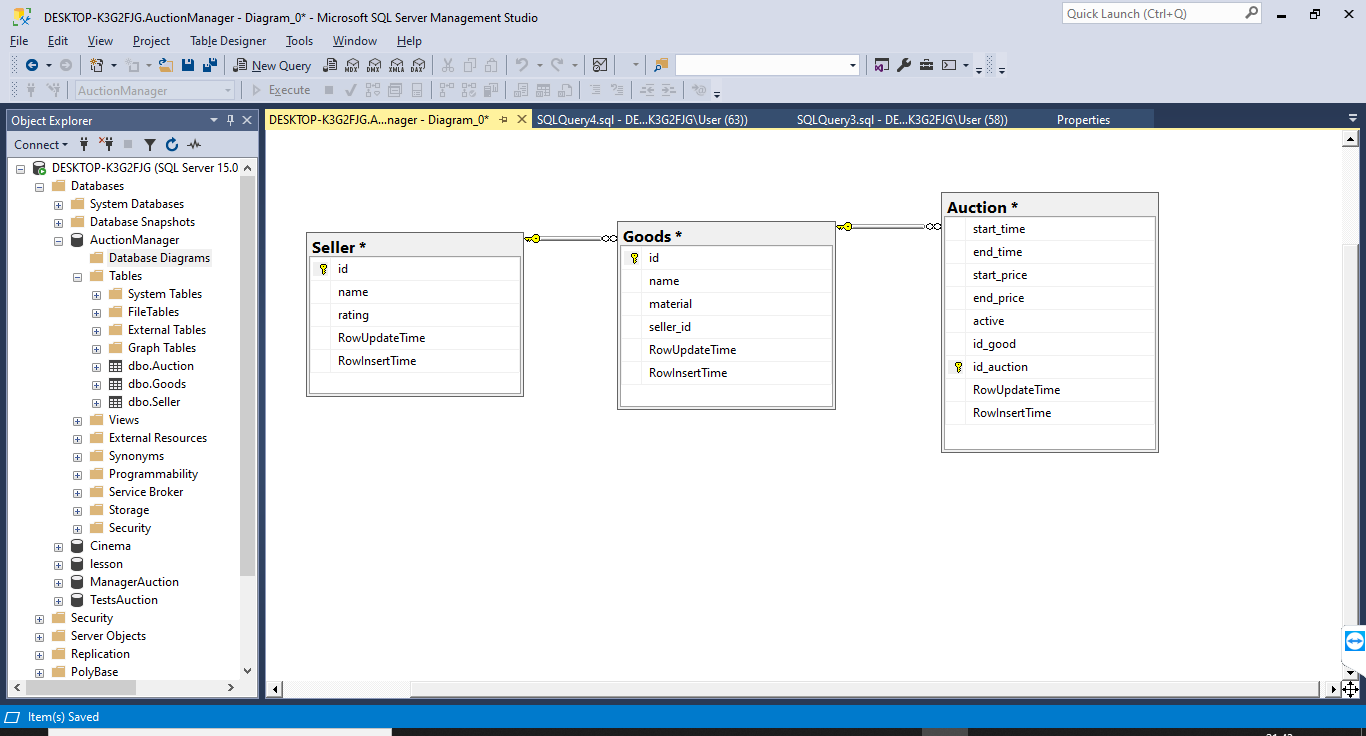 DESKTOP-K3G2FJG.AuctionManager - Diagram_0* - Microsoft SQL Server Management Studio
Quick Launch (Ctrl+Q)
File Edit View Project Table Designer Tools Window Help
New Query MDX DMX XMLA DAX
AuctionManager Execute
Object Explorer
DESKTOP-K3G2FJG.A...nager - Diagram_0* SQLQuery4.sql - DE...K3G2FJG\User (63)) SQLQuery3.sql - DE...K3G2FJG\User (58)) Properties
Connect
DESKTOP-K3G2FJG (SQL Server 15.0
Databases
System Databases
Database Snapshots
AuctionManager
Database Diagrams
Tables
System Tables
FileTables
External Tables
Graph Tables
dbo.Auction
dbo.Goods
dbo.Seller
Views
External Resources
Synonyms
Programmability
Service Broker
Storage
Security
Cinema
lesson
ManagerAuction
TestsAuction
Security
Server Objects
Replication
PolyBase
Seller *
id
name
rating
RowUpdateTime
RowInsertTime
Goods *
id
name
material
seller_id
RowUpdateTime
RowInsertTime
Auction *
start_time
end_time
start_price
end_price
active
id_good
id_auction
RowUpdateTime
RowInsertTime
Item(s) Saved